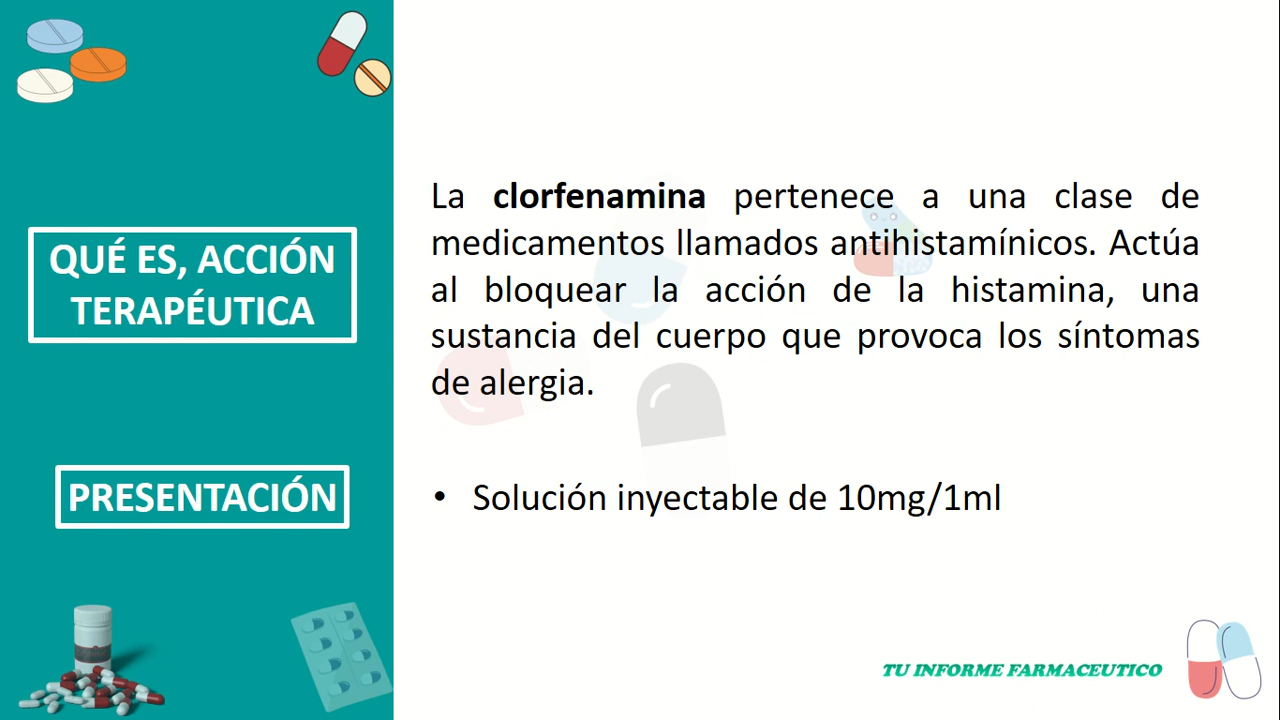 QUÉ ES, ACCIÓN
TERAPÉUTICA
La clorfenamina pertenece a una clase de
medicamentos llamados antihistamínicos. Actúa
al bloquear la acción de la histamina, una
sustancia del cuerpo que provoca los síntomas
de alergia.
PRESENTACIÓN
• Solución inyectable de 10mg/1ml
TU INFORME FARMACEUTICO